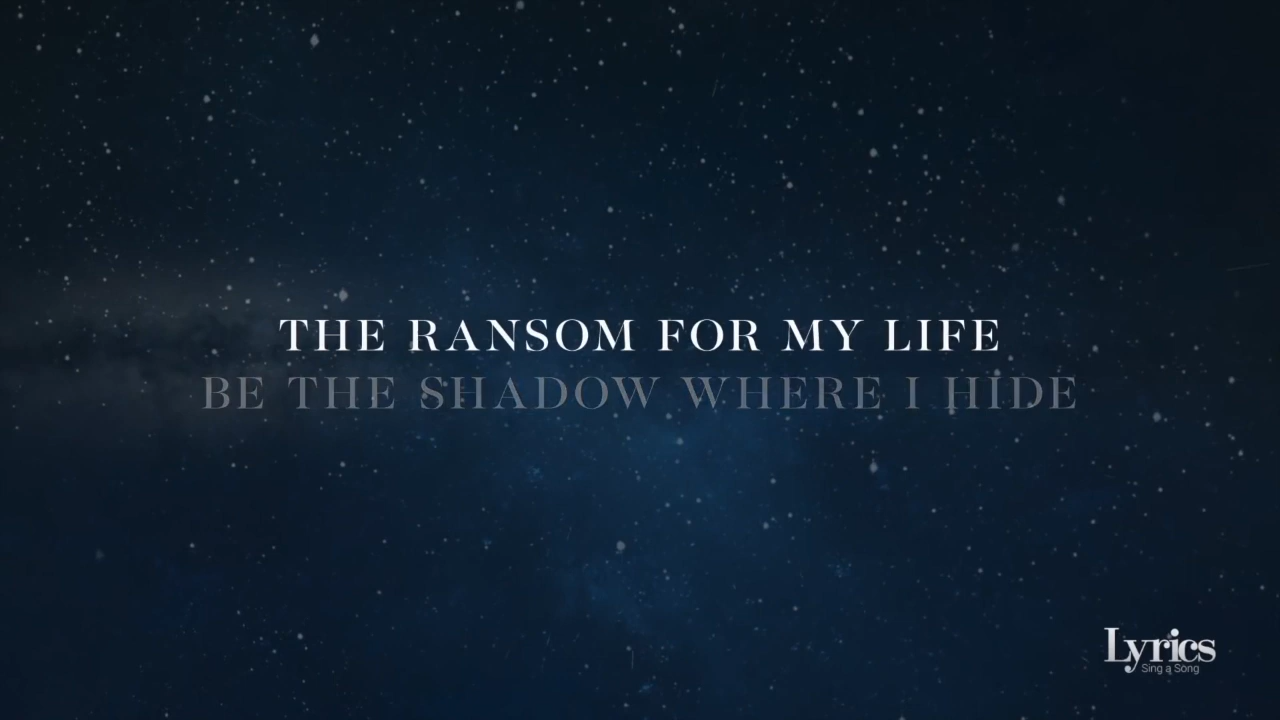 THE RANSOM FOR MY LIFE
BE THE SHADOW WHERE I HIDE
Lyrics
Sing a Song